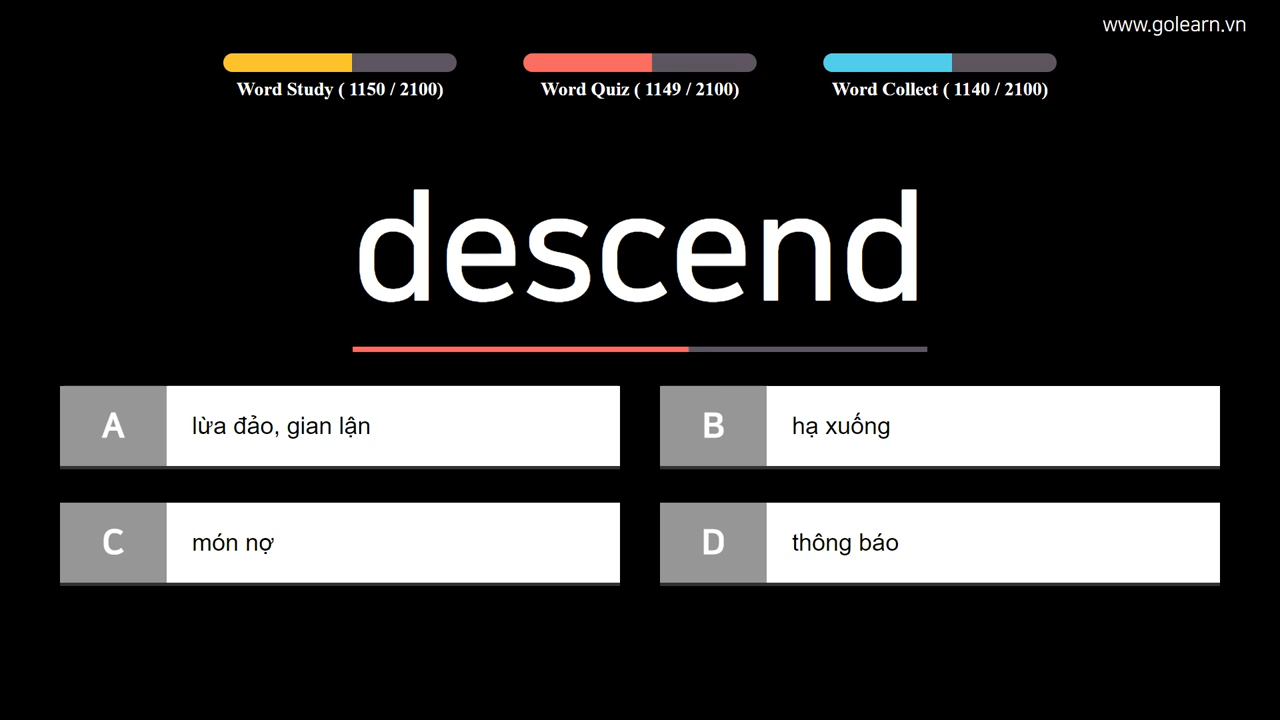 www.golearn.vn
Word Study ( 1150 / 2100)
Word Quiz ( 1149 / 2100)
Word Collect ( 1140 / 2100)
descend
A
lừa đảo, gian lận
B
hạ xuống
C
món nợ
D
thông báo